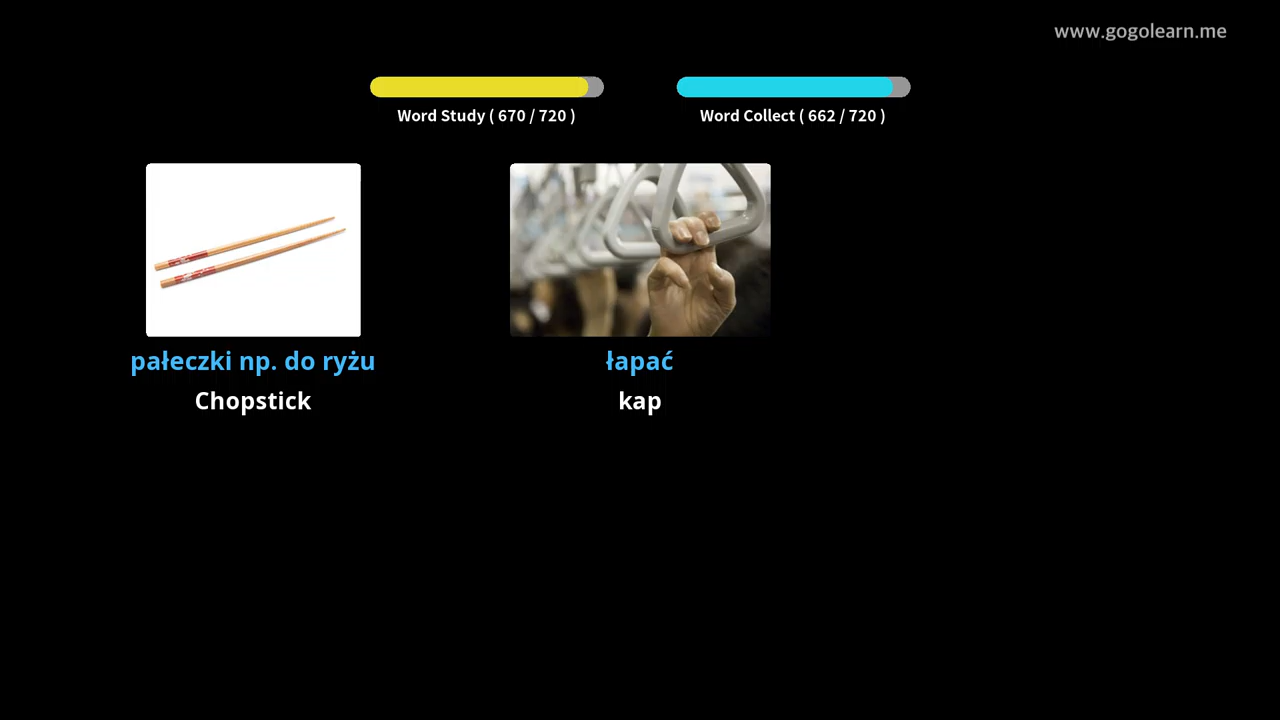 www.gogolearn.me
Word Study ( 670 / 720 )
Word Collect ( 662 / 720 )
pałeczki np. do ryżu
łapać
Chopstick
kap